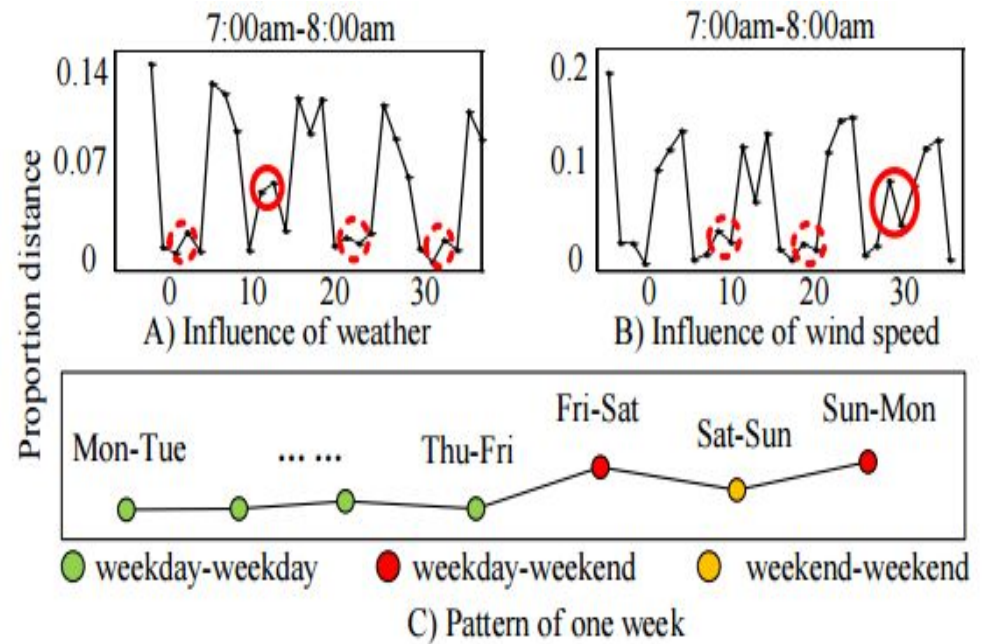 Proportion distance
7:00am-8:00am
0.14
0.07
0
0 10 20 30
A) Influence of weather
7:00am-8:00am
0.2
0.1
0
0 10 20 30
B) Influence of wind speed
Mon-Tue ... ... Thu-Fri Fri-Sat Sat-Sun Sun-Mon
weekday-weekday weekday-weekend weekend-weekend
C) Pattern of one week